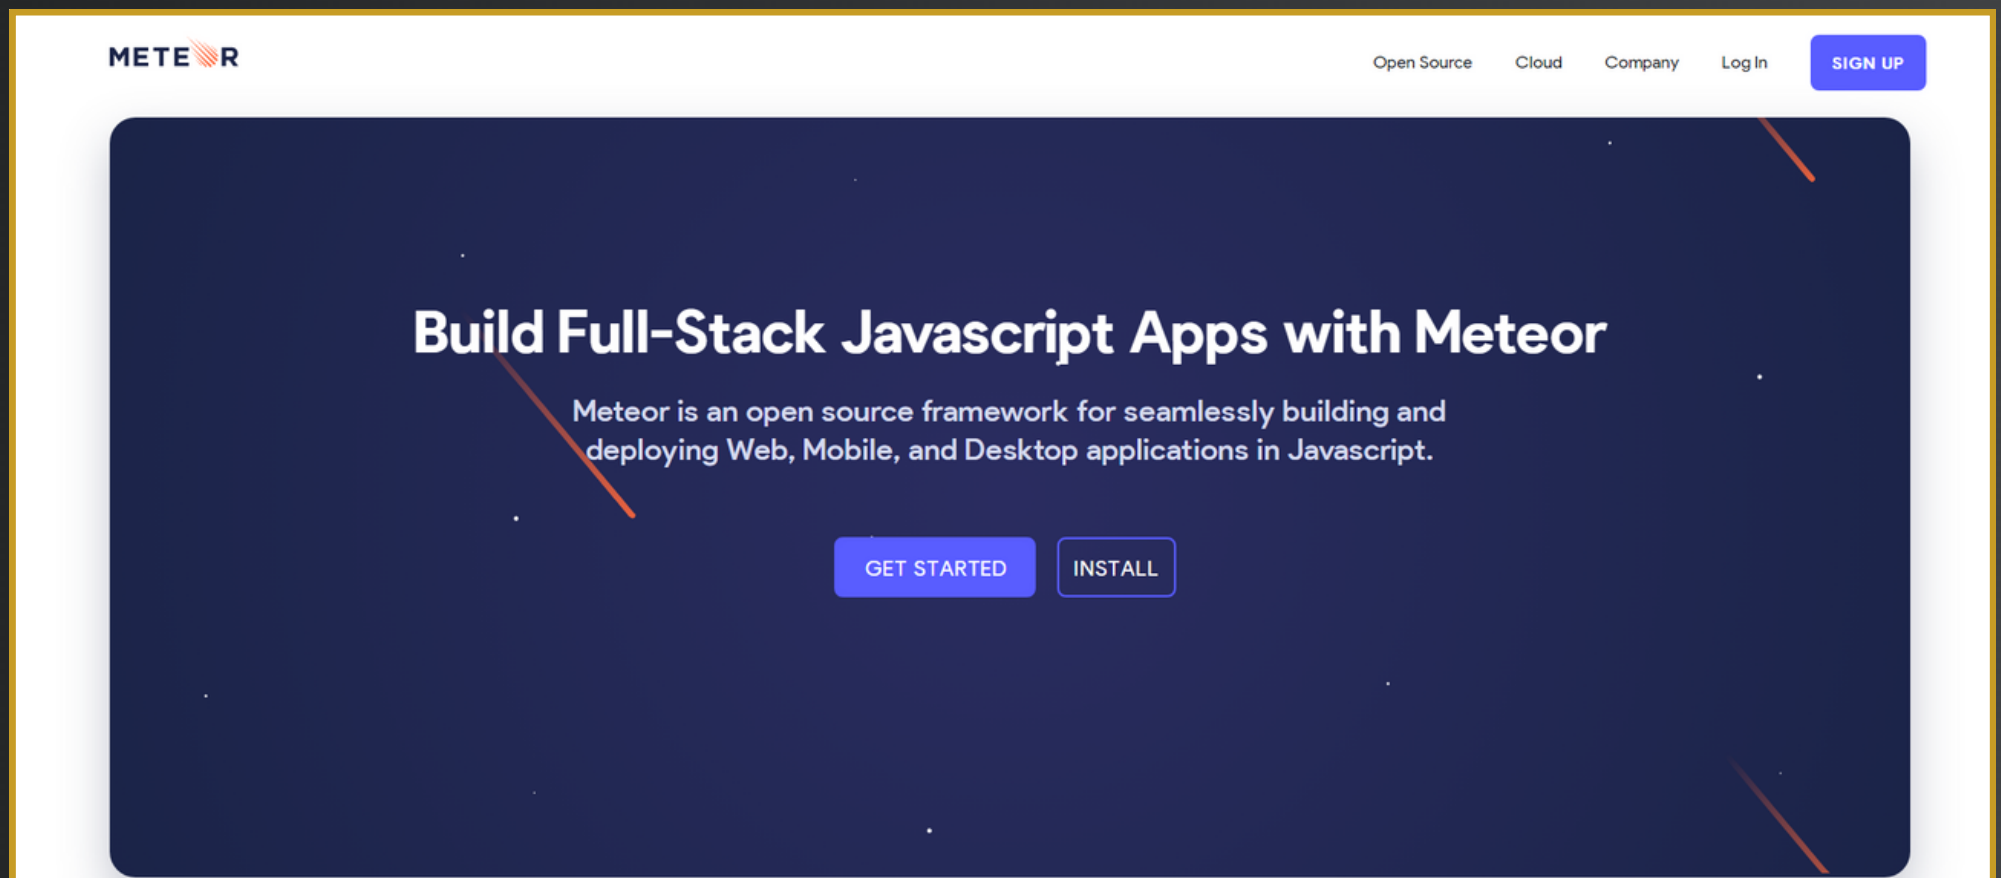 METEOR
Open Source
Cloud
Company
Log In
SIGN UP
Build Full-Stack Javascript Apps with Meteor
Meteor is an open source framework for seamlessly building and
deploying Web, Mobile, and Desktop applications in Javascript.
GET STARTED
INSTALL